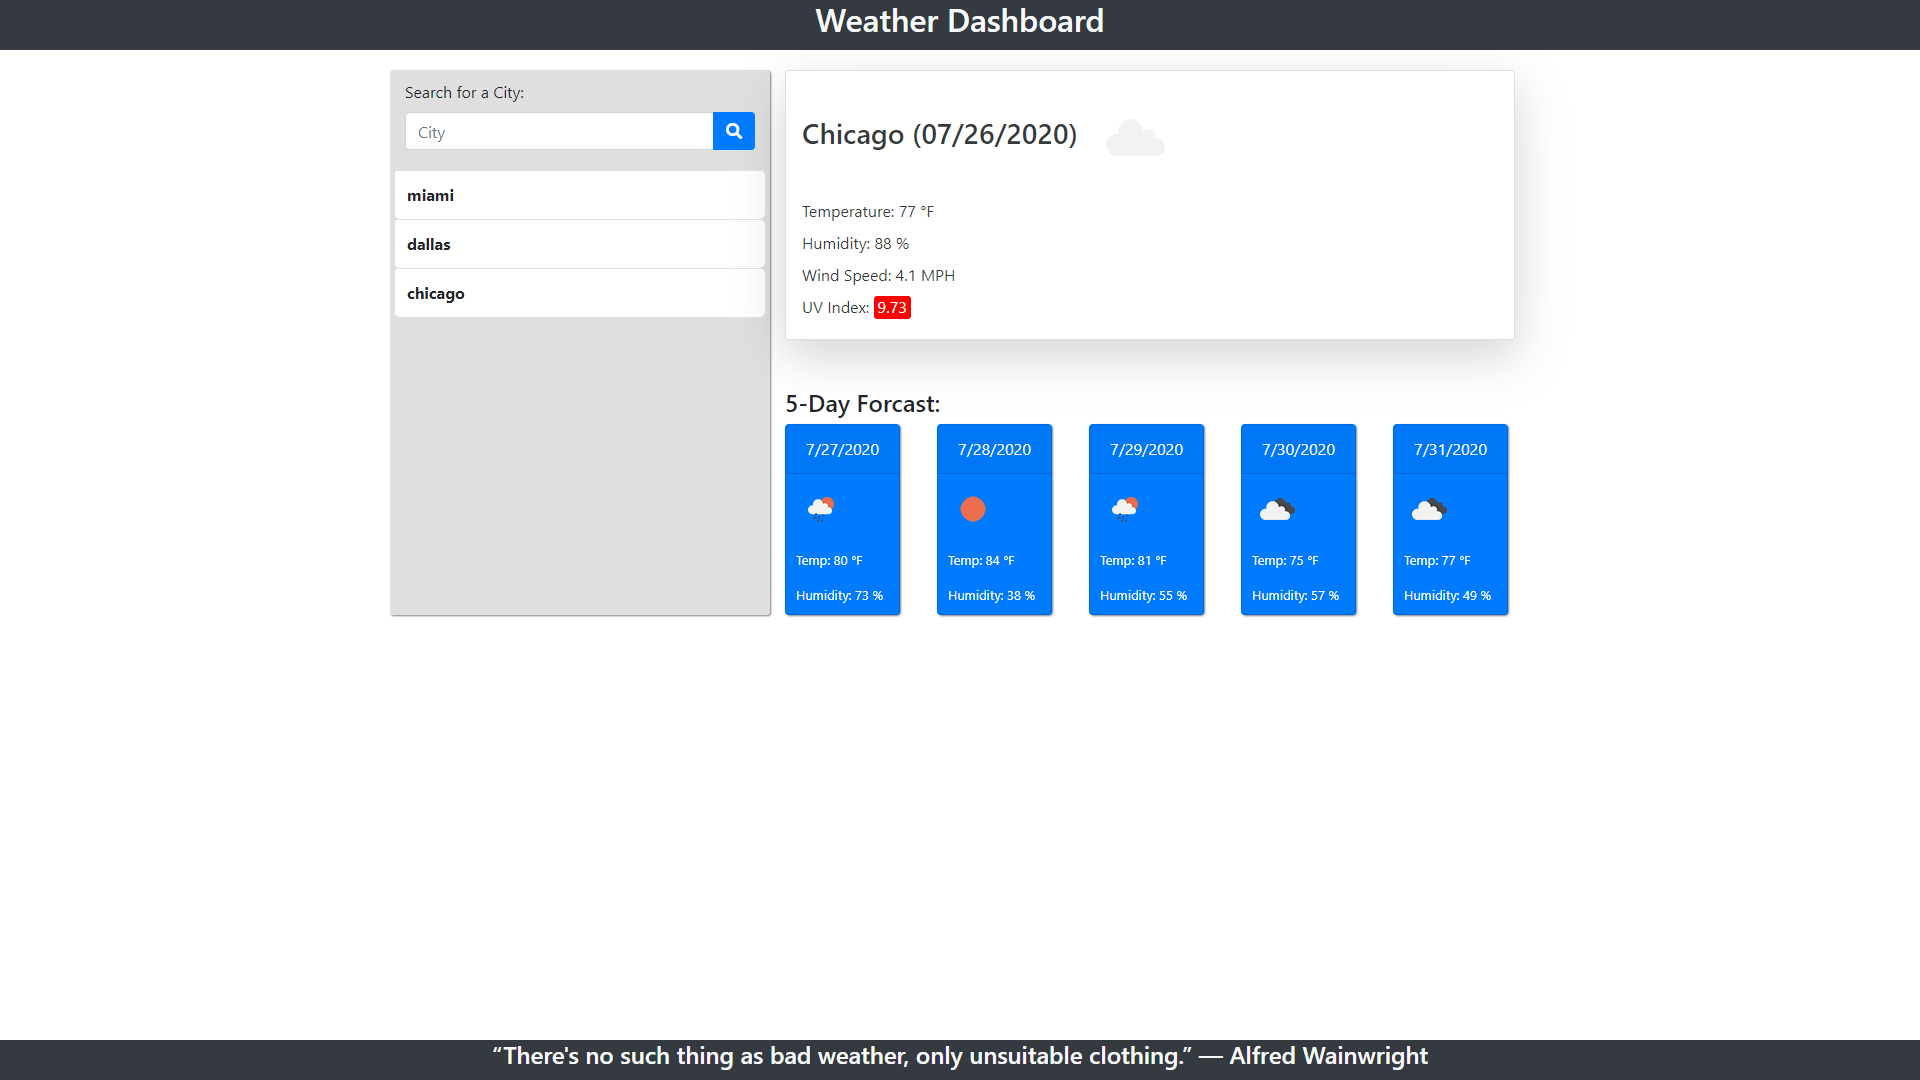 Weather Dashboard
Search for a City:
City
miami
dallas
chicago
Chicago (07/26/2020)
Temperature: 77 °F
Humidity: 88 %
Wind Speed: 4.1 MPH
UV Index: 9.73
5-Day Forcast:
7/27/2020
Temp: 80 °F
Humidity: 73 %
7/28/2020
Temp: 84 °F
Humidity: 38 %
7/29/2020
Temp: 81 °F
Humidity: 55 %
7/30/2020
Temp: 75 °F
Humidity: 57 %
7/31/2020
Temp: 77 °F
Humidity: 49 %
“There's no such thing as bad weather, only unsuitable clothing.” — Alfred Wainwright